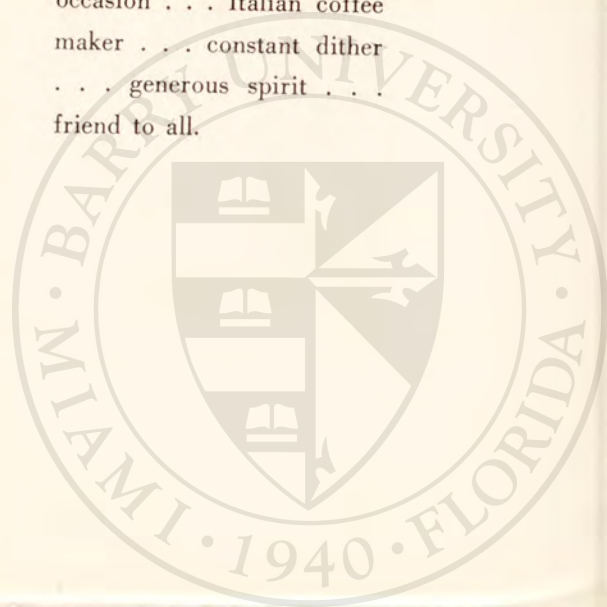 occasion . . . Italian coffee
maker . . . constant dither
. . . generous spirit . . .
friend to all.
BARRY UNIVERSITY
MIAMI · 1940 · FLORIDA